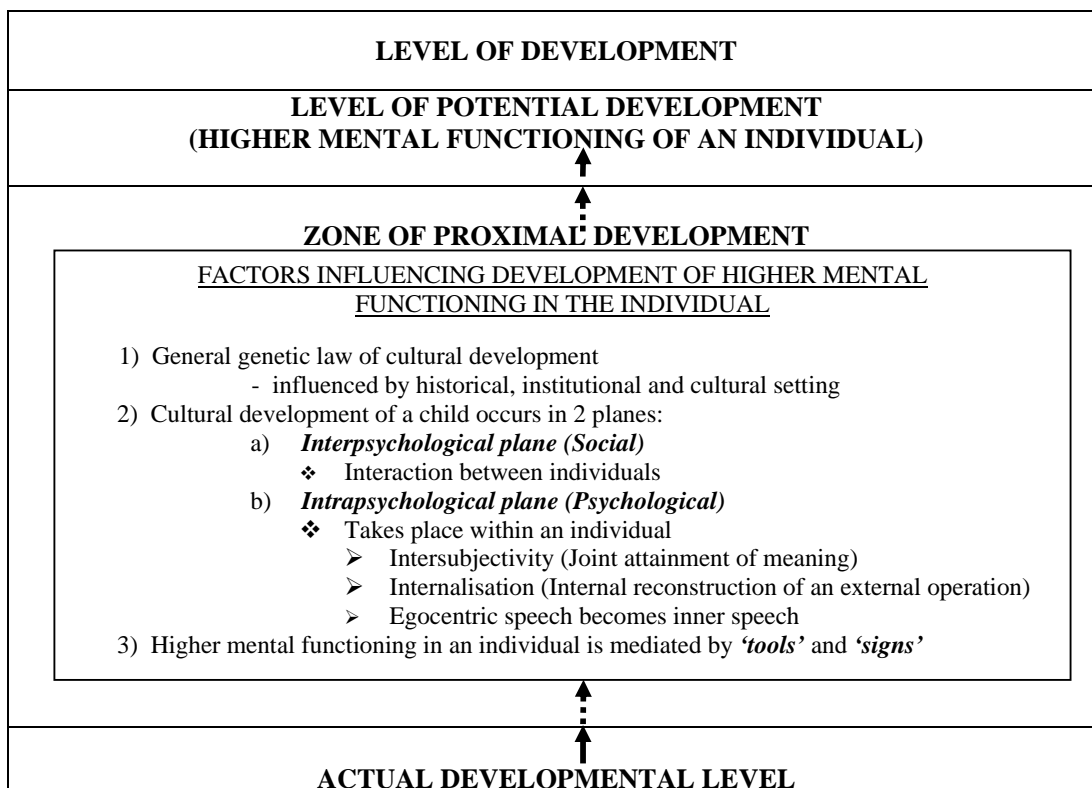 LEVEL OF DEVELOPMENT
LEVEL OF POTENTIAL DEVELOPMENT
(HIGHER MENTAL FUNCTIONING OF AN INDIVIDUAL)
ZONE OF PROXIMAL DEVELOPMENT
FACTORS INFLUENCING DEVELOPMENT OF HIGHER MENTAL
FUNCTIONING IN THE INDIVIDUAL
1) General genetic law of cultural development
- influenced by historical, institutional and cultural setting
2) Cultural development of a child occurs in 2 planes:
a) Interpsychological plane (Social)
❖ Interaction between individuals
b) Intrapsychological plane (Psychological)
❖ Takes place within an individual
➢ Intersubjectivity (Joint attainment of meaning)
➢ Internalisation (Internal reconstruction of an external operation)
➢ Egocentric speech becomes inner speech
3) Higher mental functioning in an individual is mediated by ‘tools’ and ‘signs’
ACTUAL DEVELOPMENTAL LEVEL